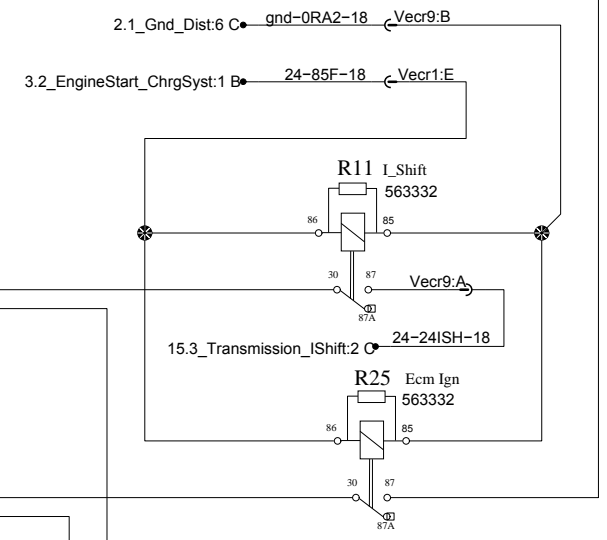 2.1_Gnd_Dist:6 C gnd-0RA2-18 Vecr9:B
3.2_EngineStart_ChrgSyst:1 B 24-85F-18 Vecr1:E
R11 I_Shift
563332
86 85
30 87 Vecr9:A
87A
15.3_Transmission_IShift:2 C 24-24ISH-18
R25 Ecm Ign
563332
86 85
30 87
87A